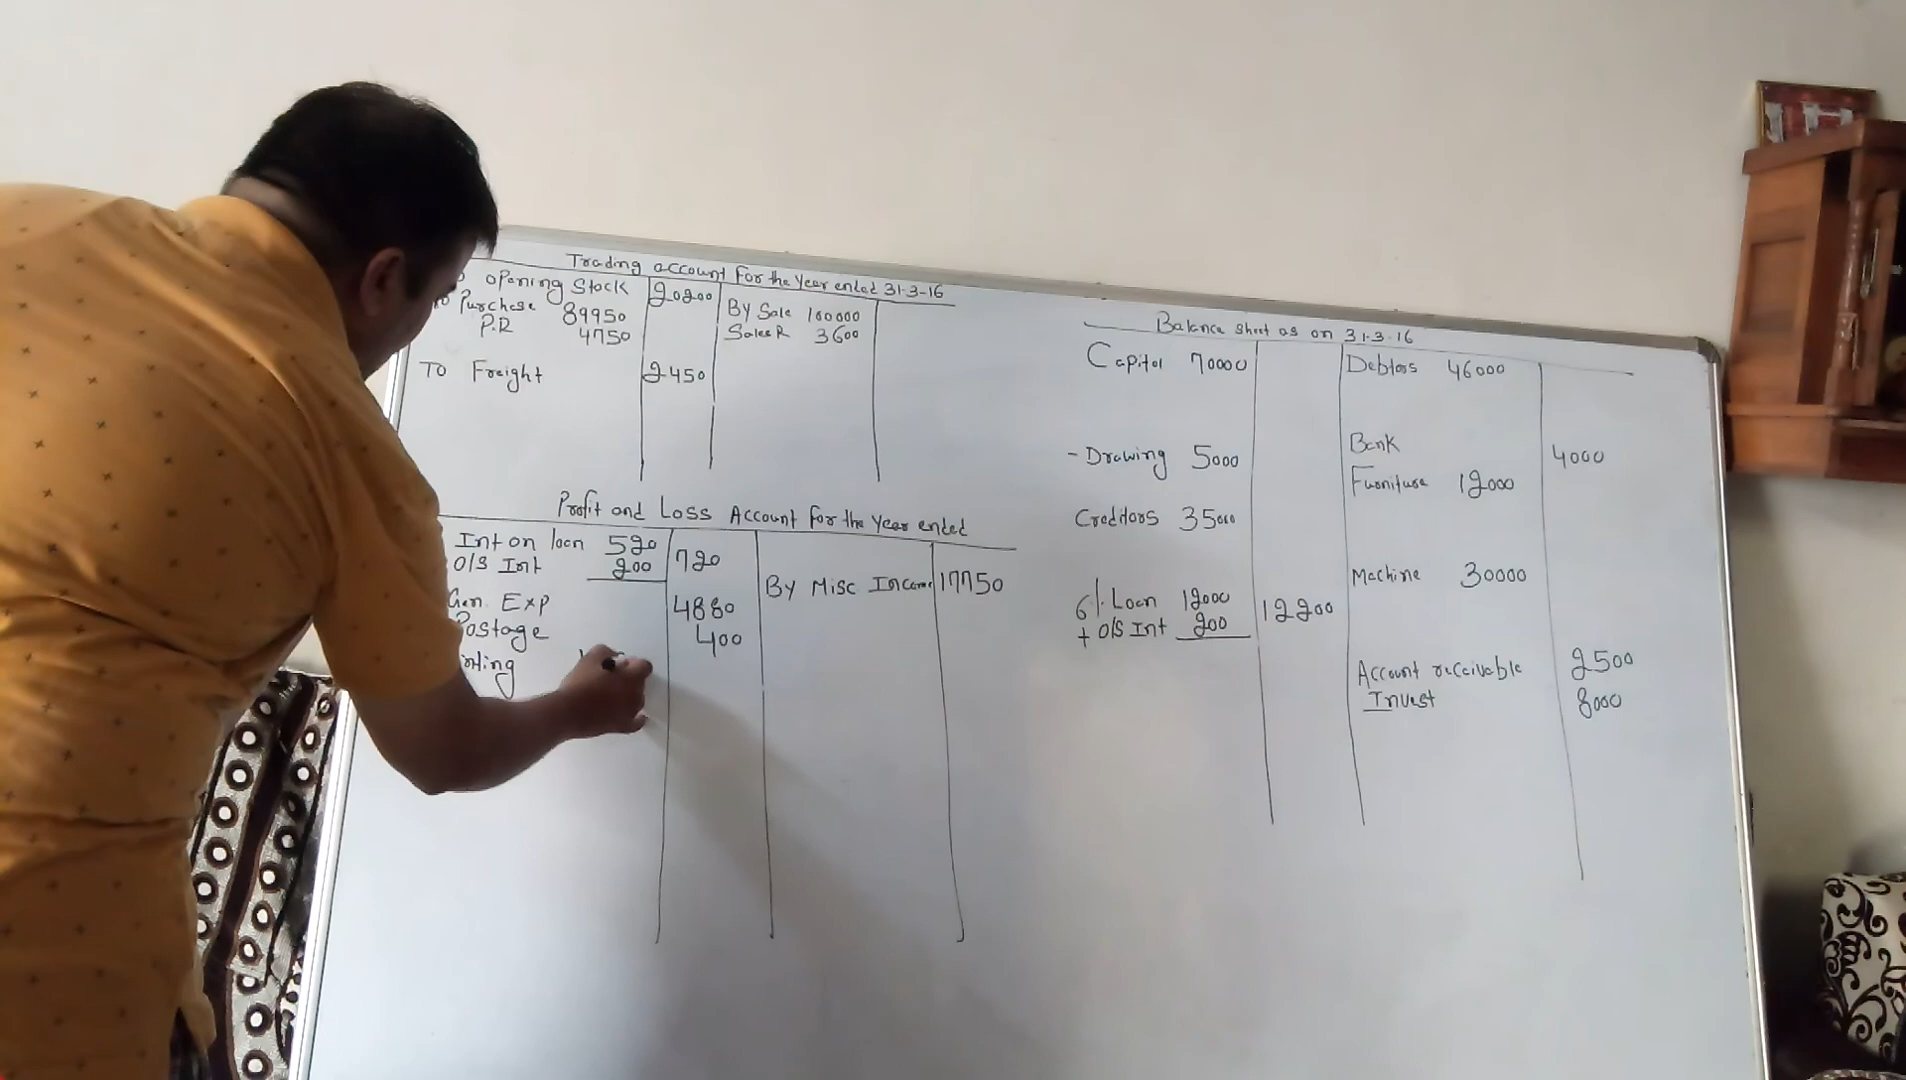 Trading account for the Year ended 31-3-16
opening Stock 20200
Purchase 89950
P.R 4750
To Freight 2450
By Sale 160000
Sales R 3600
Profit and Loss Account for the Year ended
Int on loan 520
O/S Int 200 720
Gen. Exp 4880
Postage 400
By Misc Income 17750
Balance sheet as on 31-3-16
Capital 70000
- Drawing 5000
Creditors 35000
6% Loan 12000
+ O/S Int 200 12200
Debtors 46000
Bank 4000
Furniture 12000
Machine 30000
Account receivable 2500
Invest 8000